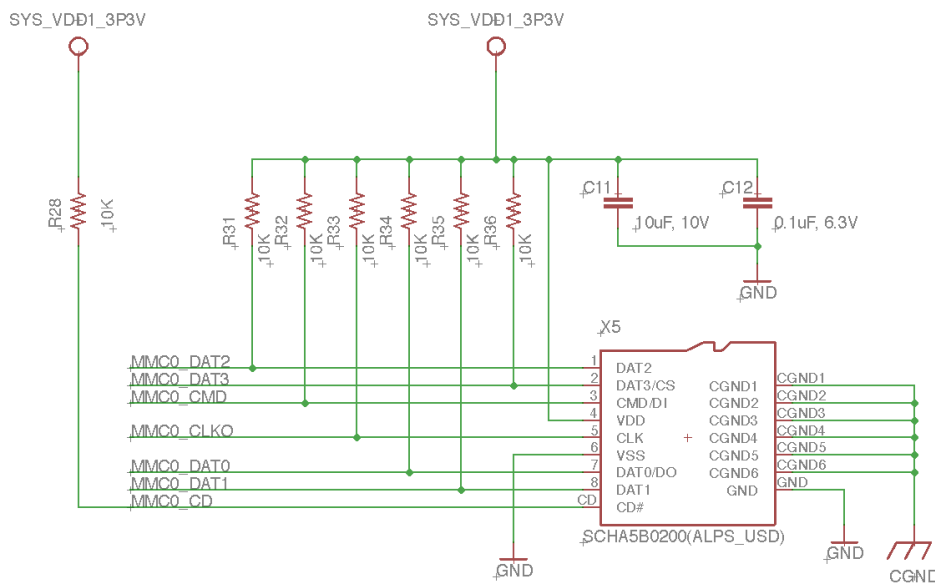 SYS_VDD1_3P3V
SYS_VDD1_3P3V
R28
10K
R31
10K
R32
10K
R33
10K
R34
10K
R35
10K
R36
10K
C11
10uF, 10V
C12
0.1uF, 6.3V
GND
X5
MMC0_DAT2
MMC0_DAT3
MMC0_CMD
MMC0_CLKO
MMC0_DAT0
MMC0_DAT1
MMC0_CD
1 DAT2
2 DAT3/CS
3 CMD/DI
4 VDD
5 CLK
6 VSS
7 DAT0/DO
8 DAT1
CD CD#
CGND1 CGND1
CGND2 CGND2
CGND3 CGND3
CGND4 CGND4
CGND5 CGND5
CGND6 CGND6
GND GND
SCHA5B0200(ALPS_USD)
GND
GND
CGND